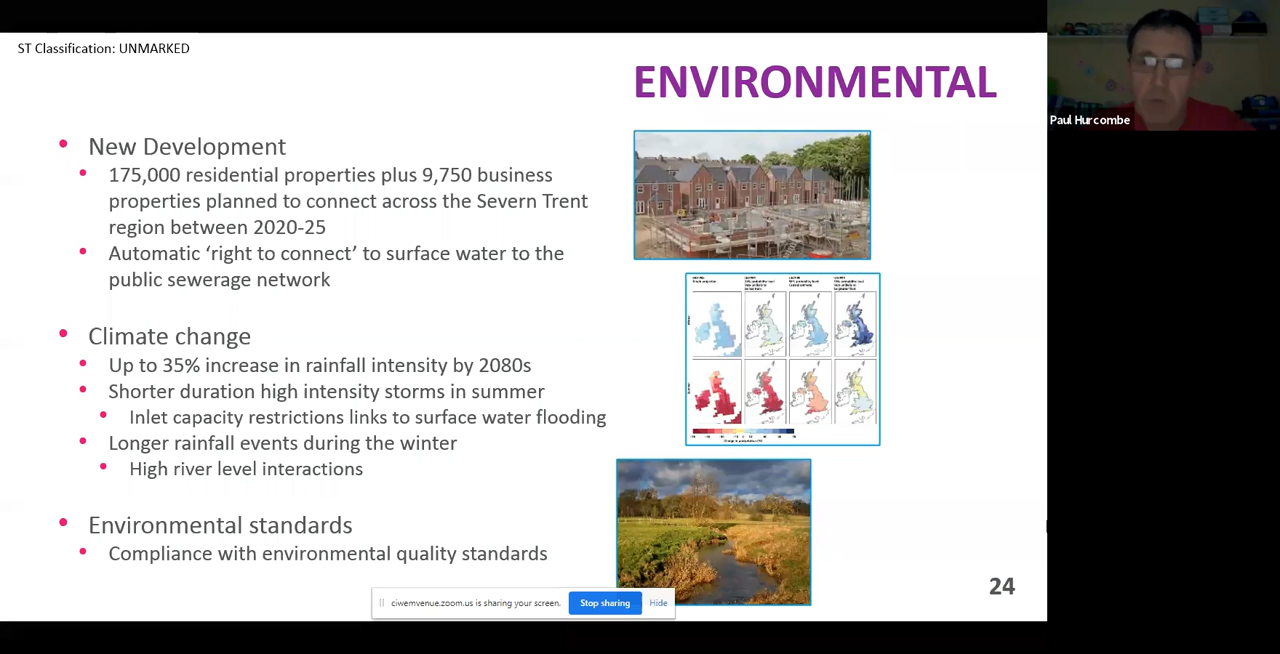 ST Classification: UNMARKED
ENVIRONMENTAL
Paul Hurcombe
New Development
175,000 residential properties plus 9,750 business
properties planned to connect across the Severn Trent
region between 2020-25
Automatic ‘right to connect’ to surface water to the
public sewerage network
Climate change
Up to 35% increase in rainfall intensity by 2080s
Shorter duration high intensity storms in summer
Inlet capacity restrictions links to surface water flooding
Longer rainfall events during the winter
High river level interactions
Environmental standards
Compliance with environmental quality standards
24
ciwemvenue.zoom.us is sharing your screen.
Stop sharing
Hide